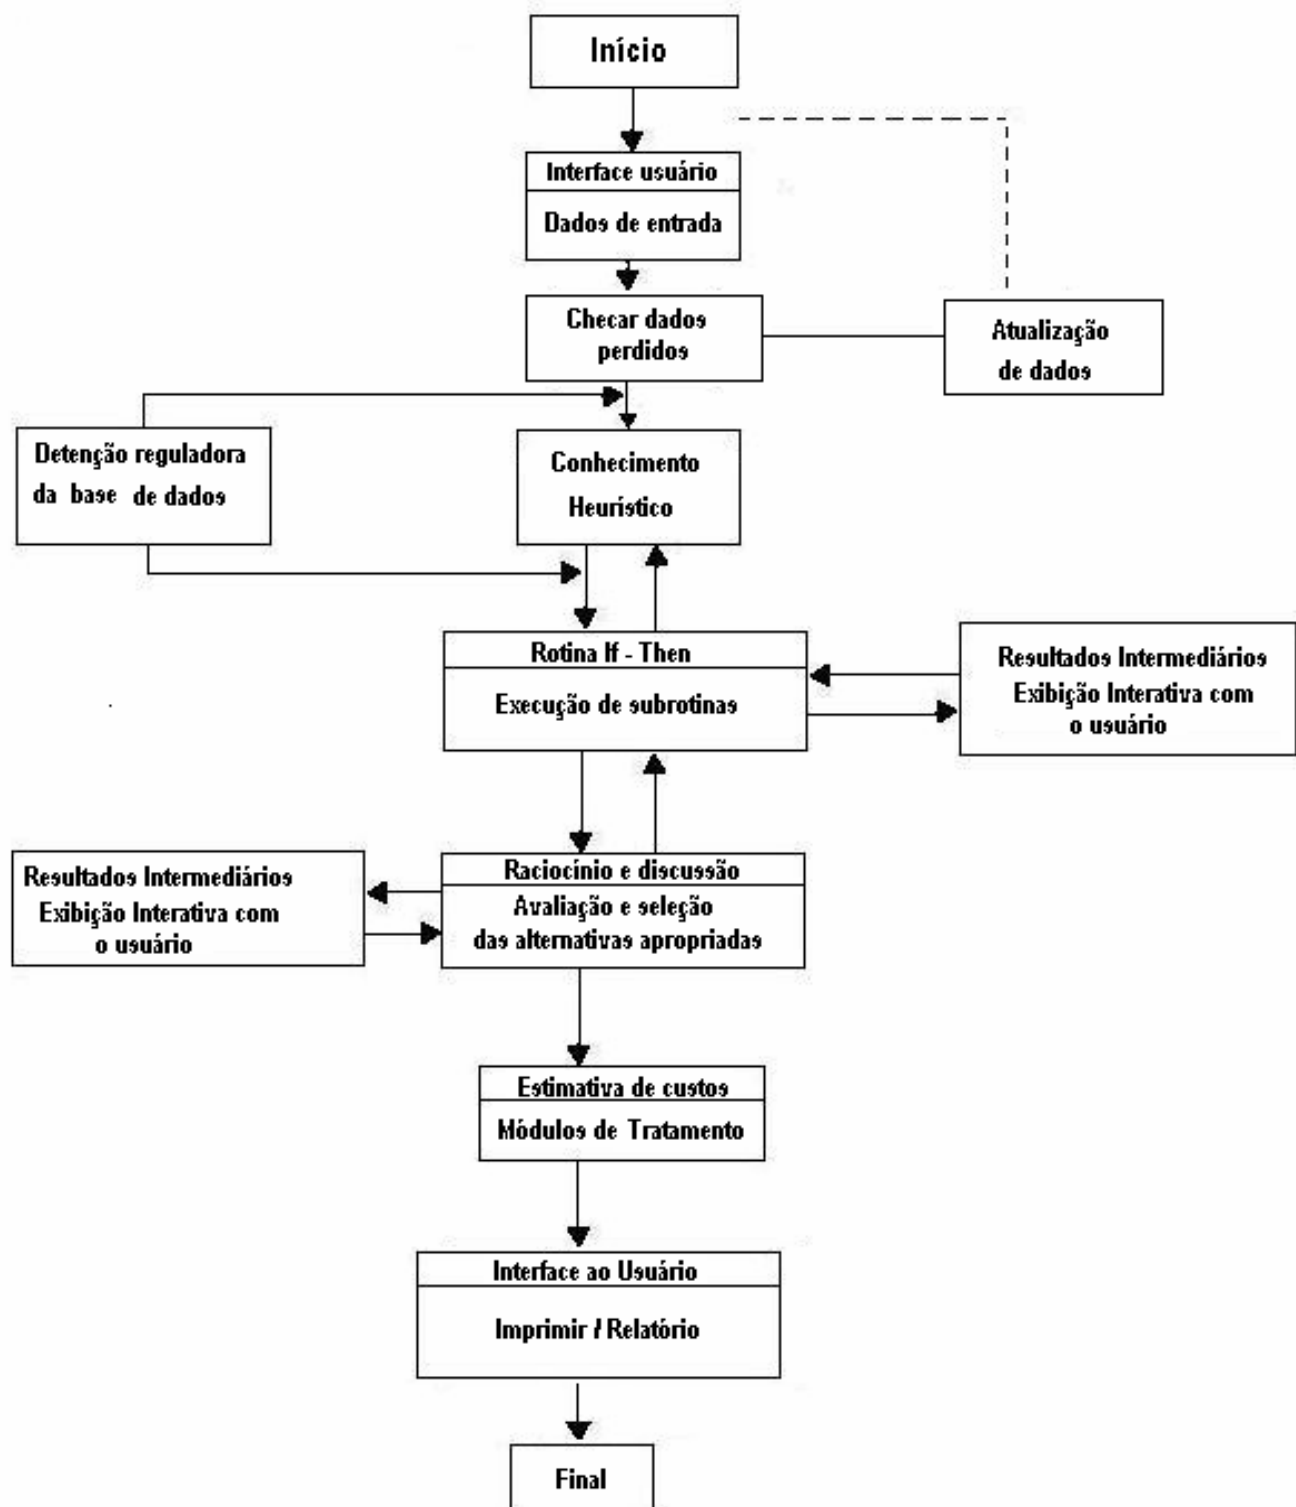 Início
Interface usuário
Dados de entrada
Checar dados
perdidos
Atualização
de dados
Detenção reguladora
da base de dados
Conhecimento
Heurístico
Rotina If - Then
Execução de subrotinas
Resultados Intermediários
Exibição Interativa com
o usuário
Resultados Intermediários
Exibição Interativa com
o usuário
Raciocínio e discussão
Avaliação e seleção
das alternativas apropriadas
Estimativa de custos
Módulos de Tratamento
Interface ao Usuário
Imprimir / Relatório
Final